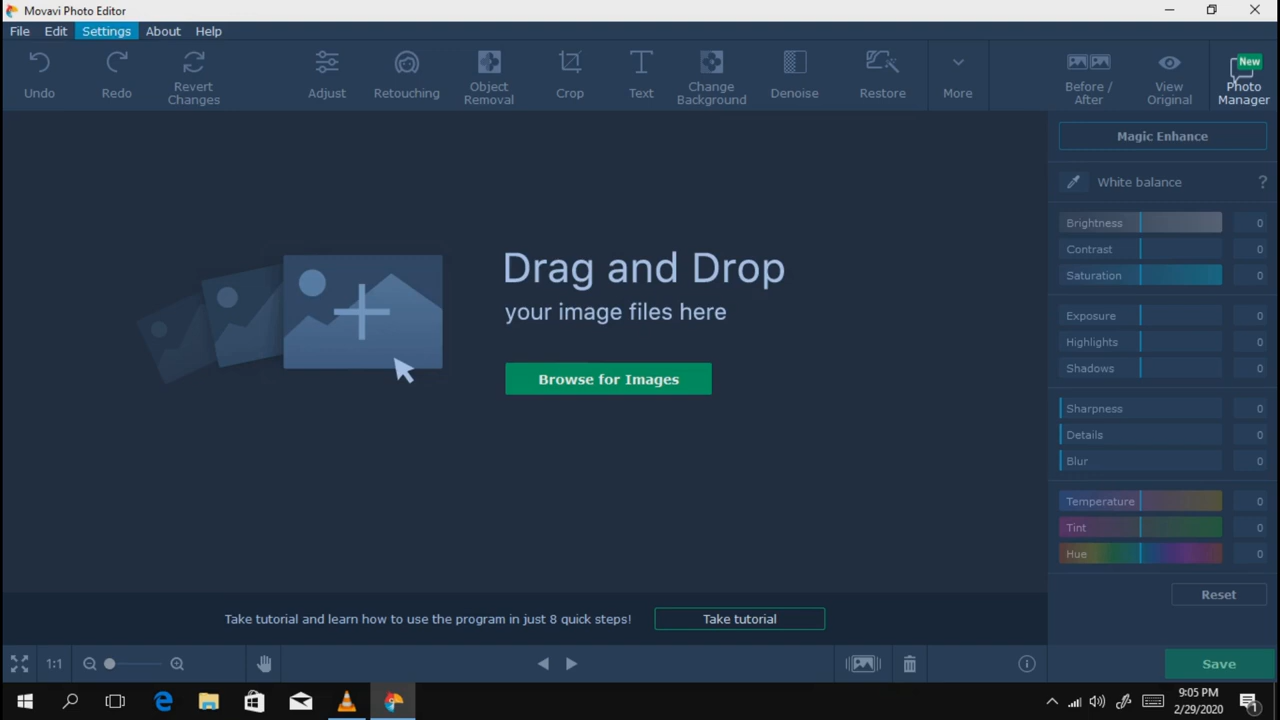 Movavi Photo Editor
File Edit Settings About Help
Undo
Redo
Revert
Changes
Adjust
Retouching
Object
Removal
Crop
Text
Change
Background
Denoise
Restore
More
Before /
After
View
Original
New
Photo
Manager
Magic Enhance
White balance ?
Brightness 0
Contrast 0
Saturation 0
Exposure 0
Highlights 0
Shadows 0
Sharpness 0
Details 0
Blur 0
Temperature 0
Tint 0
Hue 0
Reset
Drag and Drop
your image files here
Browse for Images
Take tutorial and learn how to use the program in just 8 quick steps! Take tutorial
1:1
Save
9:05 PM
2/29/2020
1